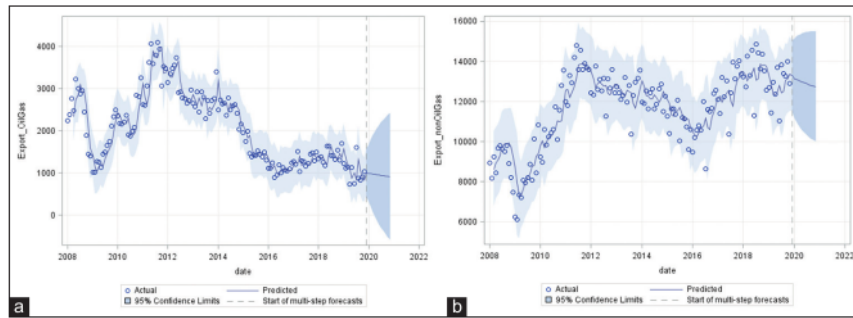 4000
3000
2000
1000
0
Export_OilGas
2008 2010 2012 2014 2016 2018 2020 2022
date
Actual Predicted
95% Confidence Limits Start of multi-step forecasts
a
16000
14000
12000
10000
8000
6000
Export_nonOilGas
2008 2010 2012 2014 2016 2018 2020 2022
date
Actual Predicted
95% Confidence Limits Start of multi-step forecasts
b